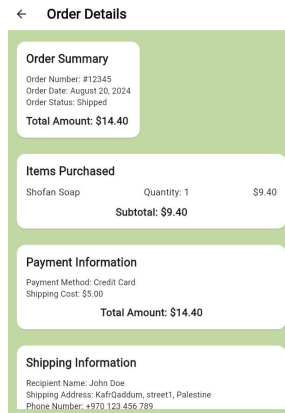 Order Details
Order Summary
Order Number: #12345
Order Date: August 20, 2024
Order Status: Shipped
Total Amount: $14.40
Items Purchased
Shofan Soap Quantity: 1 $9.40
Subtotal: $9.40
Payment Information
Payment Method: Credit Card
Shipping Cost: $5.00
Total Amount: $14.40
Shipping Information
Recipient Name: John Doe
Shipping Address: KafrQaddum, street1, Palestine
Phone Number: +970 123 456 789